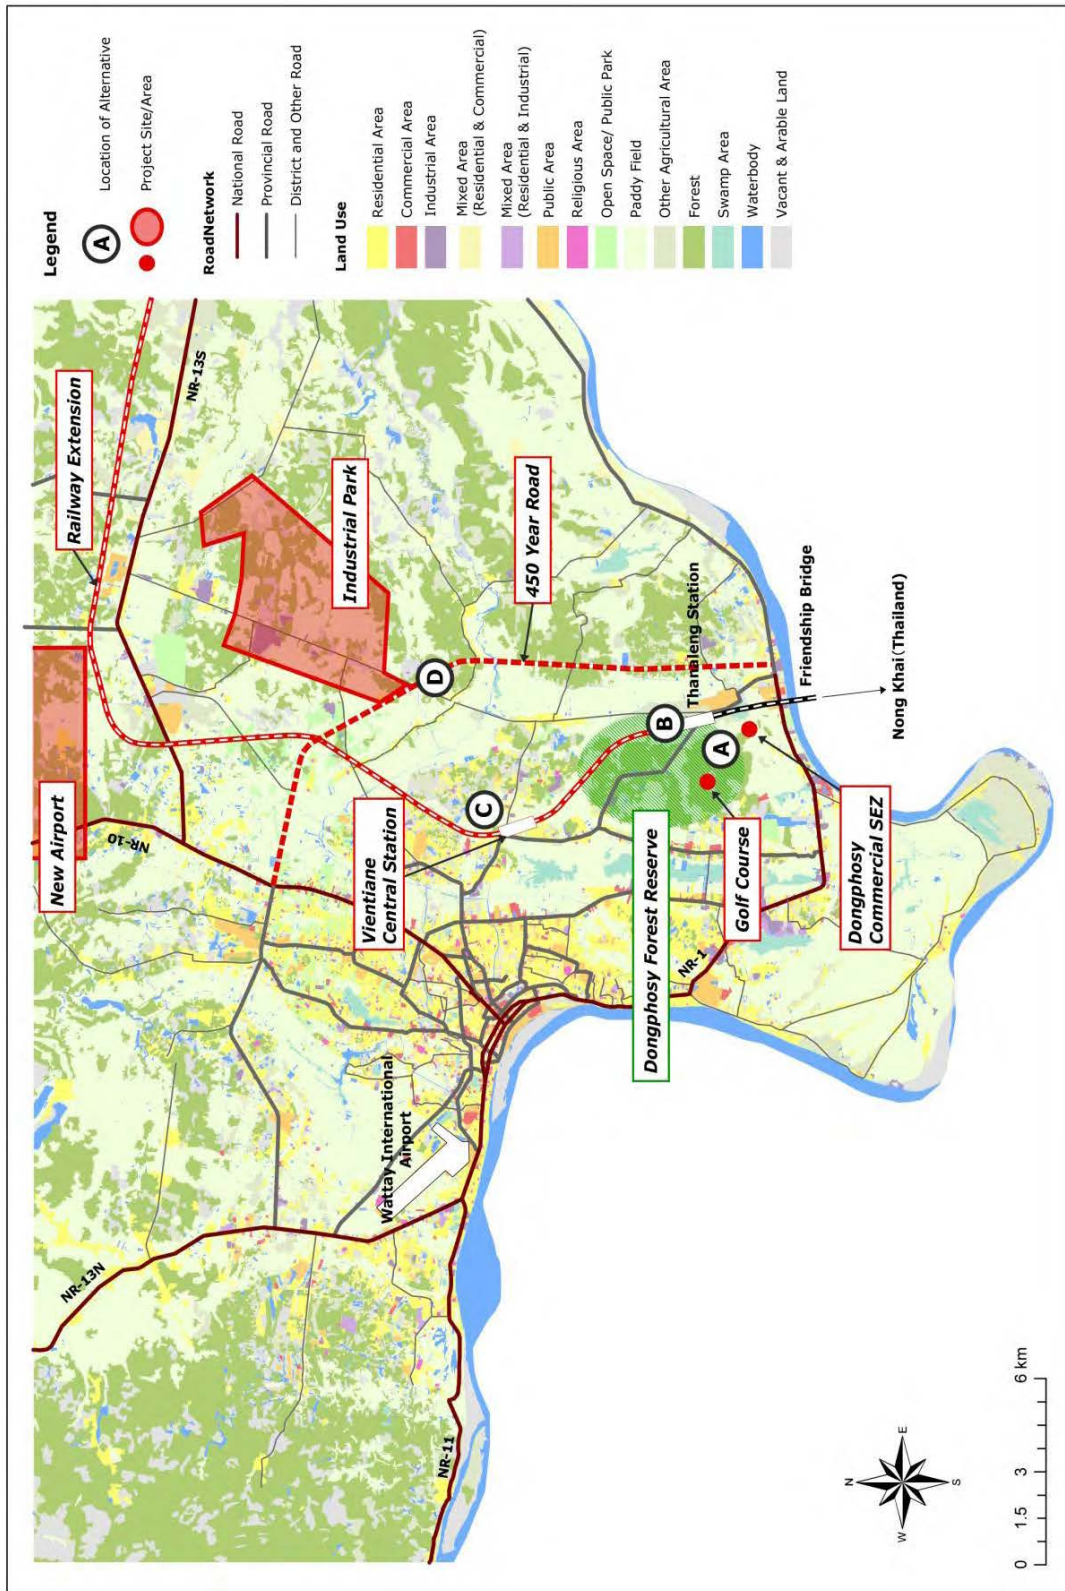 Legend
A
Location of Alternative
Project Site/Area
RoadNetwork
National Road
Provincial Road
District and Other Road
Land Use
Residential Area
Commercial Area
Industrial Area
Mixed Area
(Residential & Commercial)
Mixed Area
(Residential & Industrial)
Public Area
Religious Area
Open Space/ Public Park
Paddy Field
Other Agricultural Area
Forest
Swamp Area
Waterbody
Vacant & Arable Land
NR-13N
NR-10
New Airport
Railway Extension
NR-13S
Industrial Park
Wattay International
Airport
Vientiane
Central Station
C
D
450 Year Road
NR-11
Dongphosy Forest Reserve
B
Thanaleng Station
NR-1
Golf Course
A
Friendship Bridge
Dongphosy
Commercial SEZ
Nong Khai (Thailand)
N
W
E
S
0 1.5 3 6 km